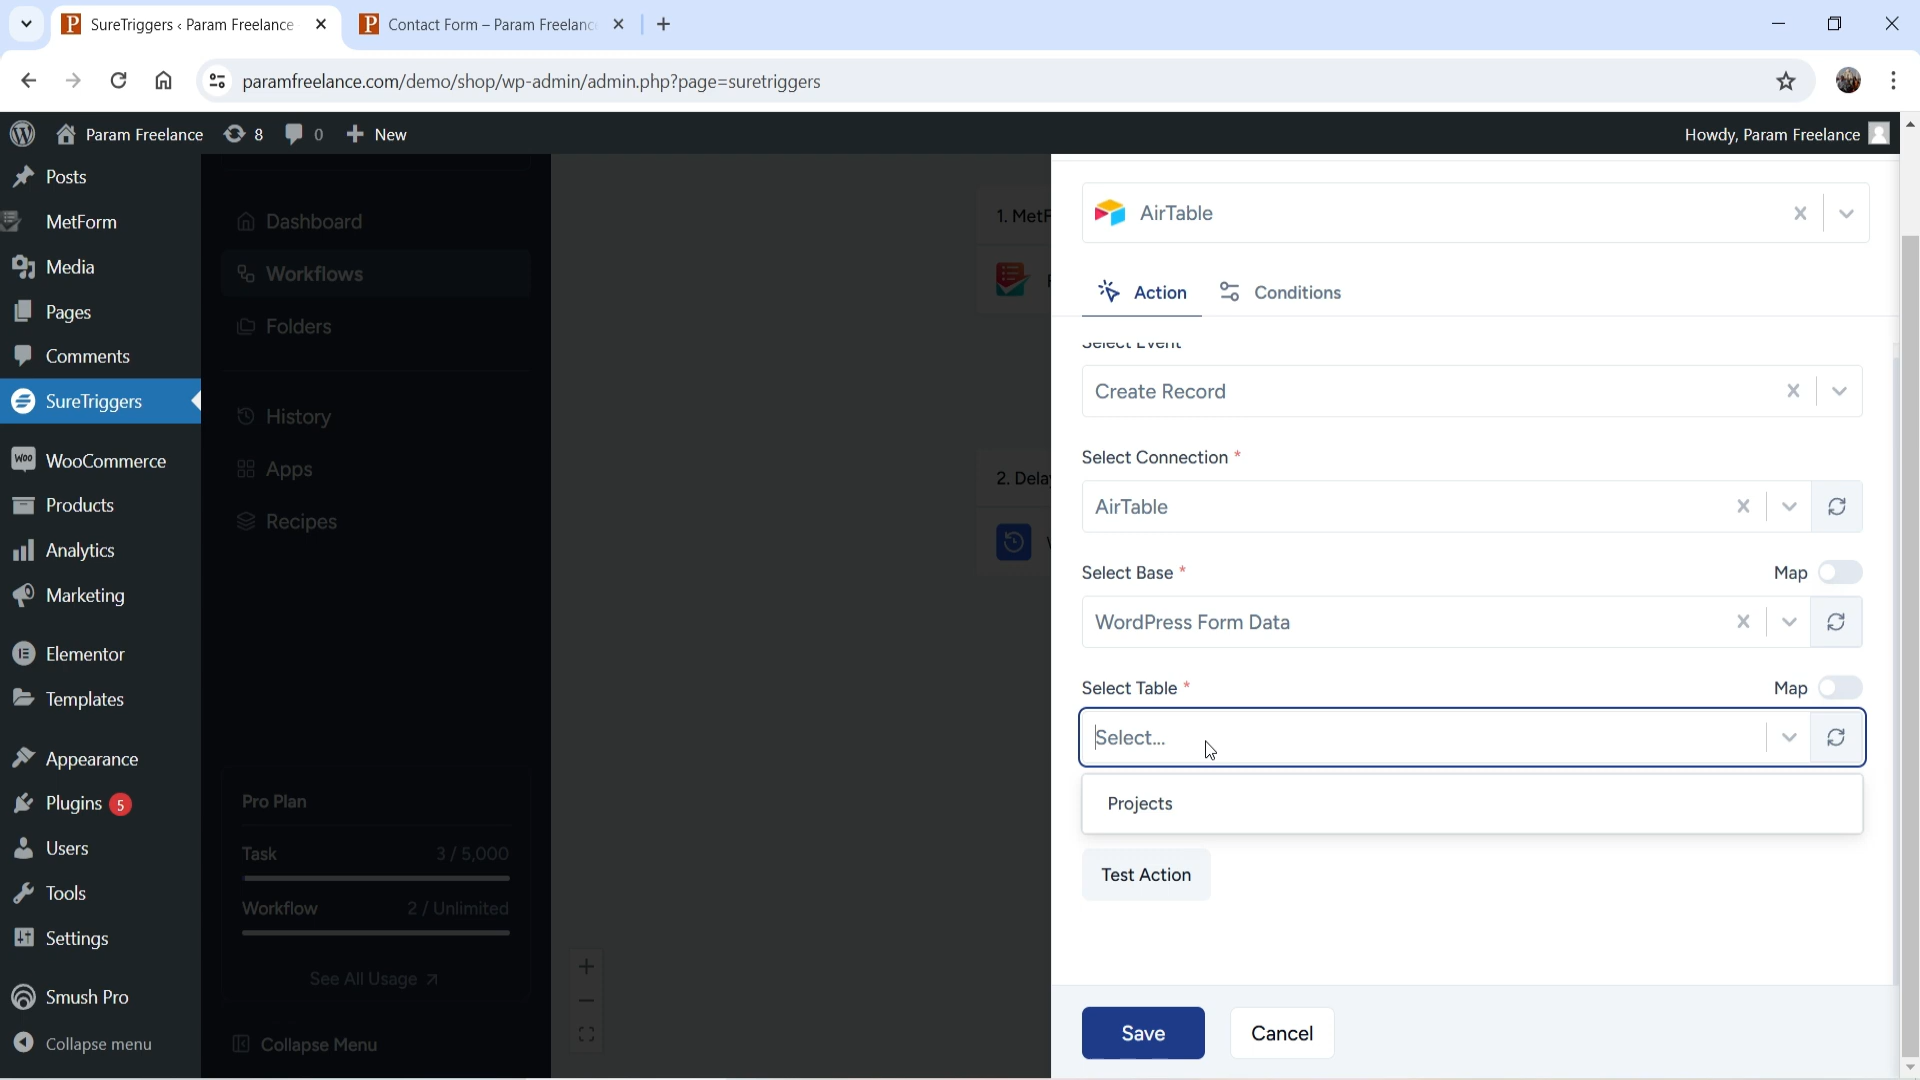 SureTriggers ‹ Param Freelance
Contact Form – Param Freelanc
paramfreelance.com/demo/shop/wp-admin/admin.php?page=suretriggers
Param Freelance
8
0
New
Howdy, Param Freelance
Posts
MetForm
Media
Pages
Comments
SureTriggers
WooCommerce
Products
Analytics
Marketing
Elementor
Templates
Appearance
Plugins 5
Users
Tools
Settings
Smush Pro
Collapse menu
Dashboard
Workflows
Folders
History
Apps
Recipes
Pro Plan
Task 3 / 5,000
Workflow 2 / Unlimited
See All Usage
Collapse Menu
1. MetF
2. Dela
AirTable
Action
Conditions
Select Event
Create Record
Select Connection *
AirTable
Select Base *
Map
WordPress Form Data
Select Table *
Map
Select...
Projects
Test Action
Save
Cancel